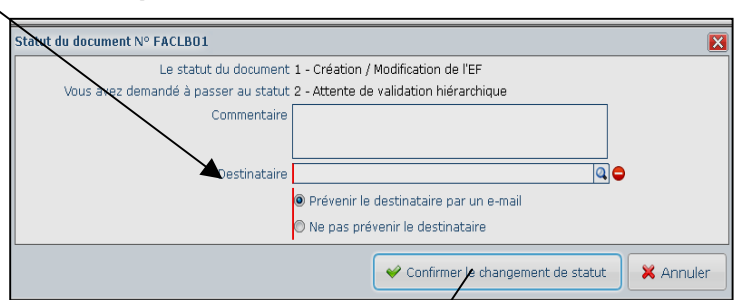 Statut du document N° FACLB01
Le statut du document 1 - Création / Modification de l'EF
Vous avez demandé à passer au statut 2 - Attente de validation hiérarchique
Commentaire
Destinataire
Prévenir le destinataire par un e-mail
Ne pas prévenir le destinataire
Confirmer le changement de statut
Annuler